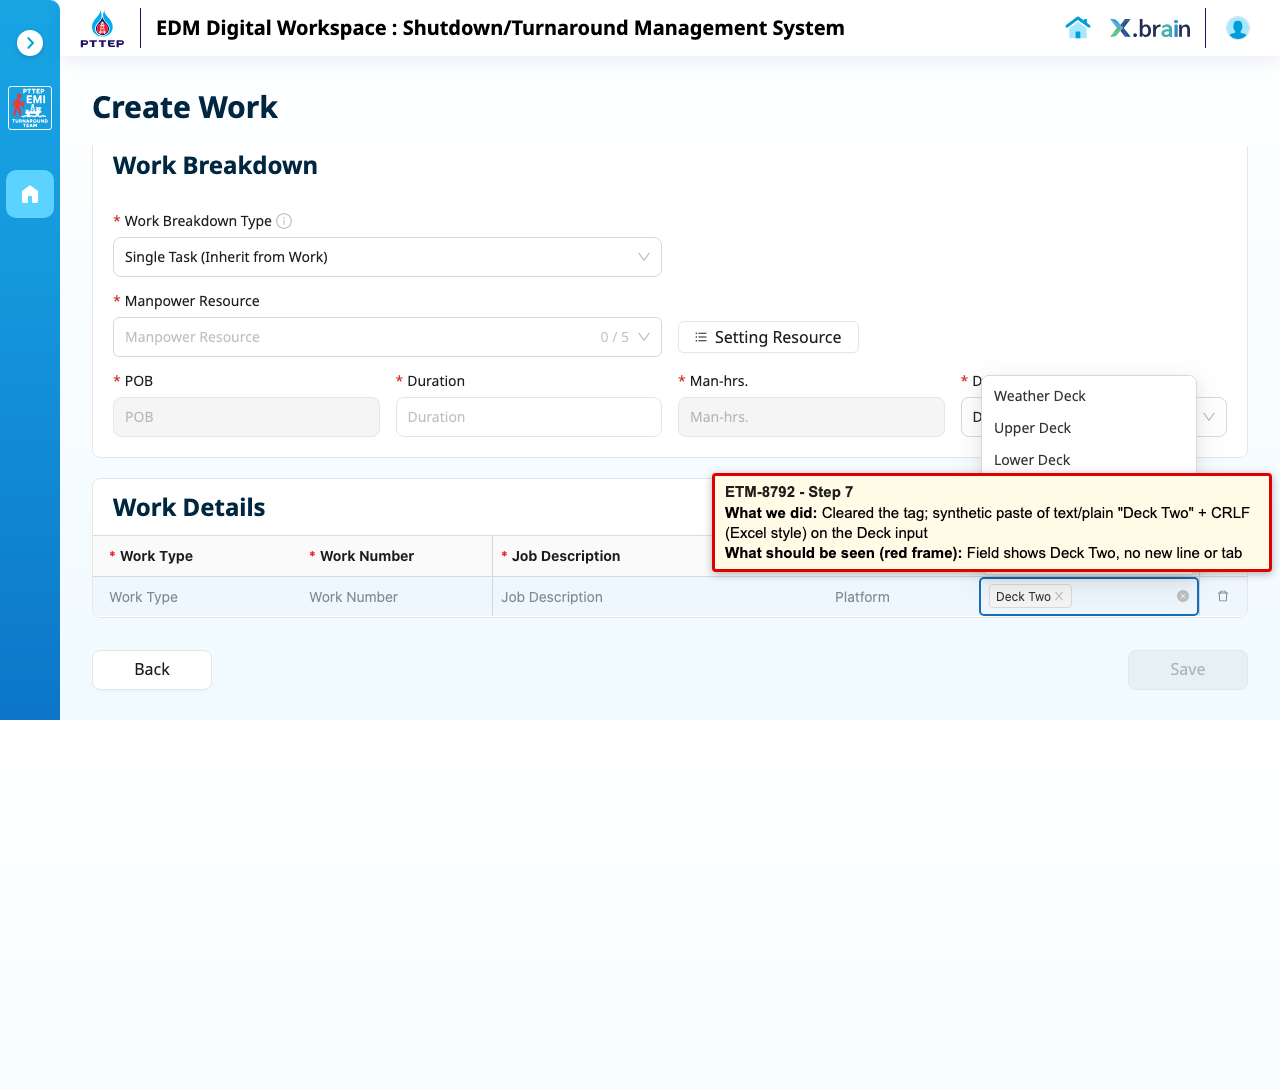 PTTEP
EDM Digital Workspace : Shutdown/Turnaround Management System
X.brain
PTTEP
EMI
TURNAROUND
TEAM
Create Work
Work Breakdown
* Work Breakdown Type
Single Task (Inherit from Work)
* Manpower Resource
Manpower Resource 0 / 5
Setting Resource
* POB * Duration * Man-hrs. * D
POB Duration Man-hrs. D
Weather Deck
Upper Deck
Lower Deck
Work Details
ETM-8792 - Step 7
What we did: Cleared the tag; synthetic paste of text/plain "Deck Two" + CRLF
(Excel style) on the Deck input
What should be seen (red frame): Field shows Deck Two, no new line or tab
* Work Type * Work Number * Job Description
Work Type Work Number Job Description Platform Deck Two
Back Save